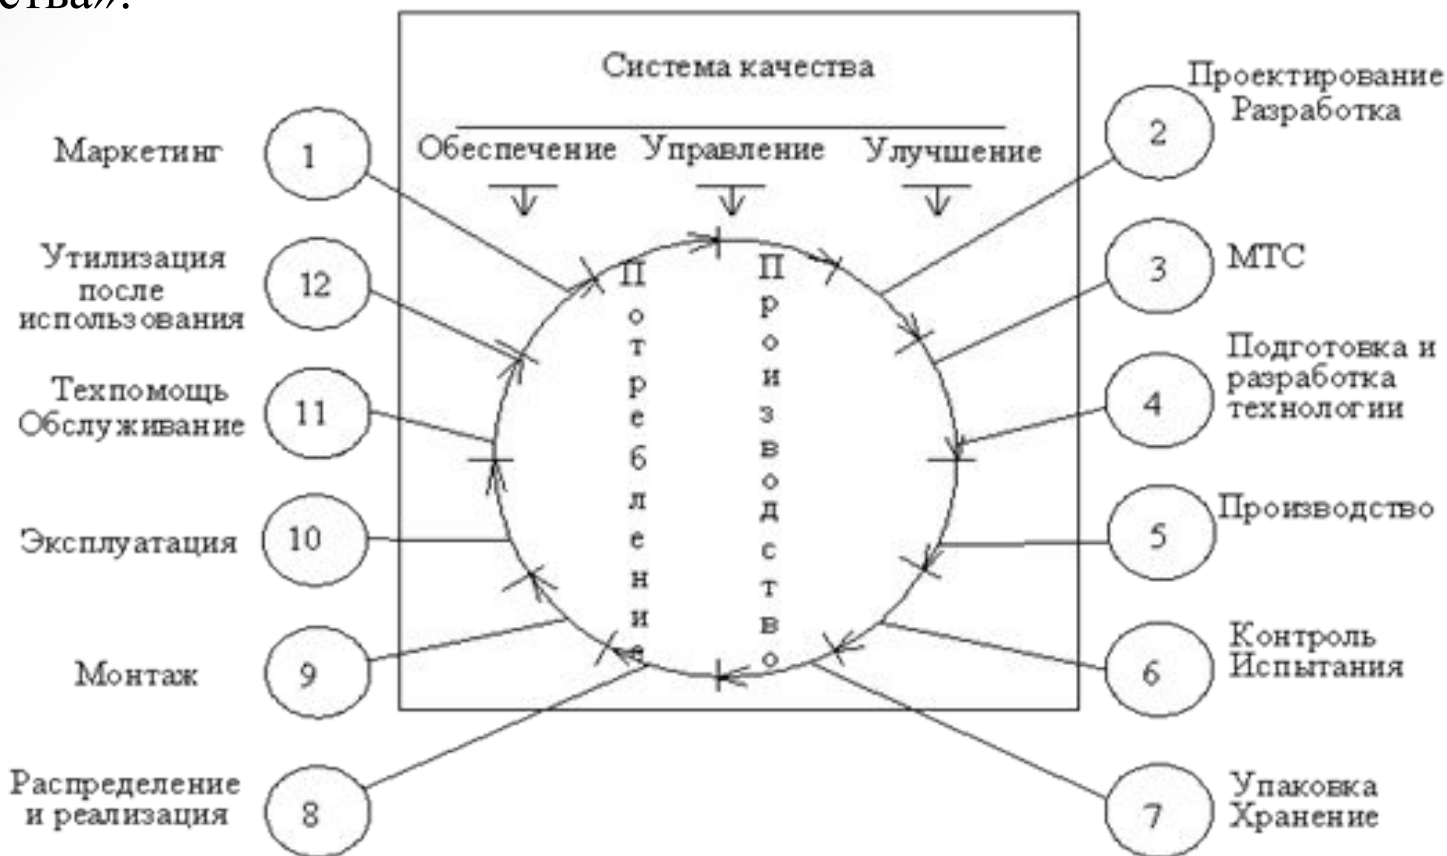 ства».
Система качества
Обеспечение Управление Улучшение
Потребление
Производство
1
Маркетинг
2
Проектирование
Разработка
3
МТС
4
Подготовка и
разработка
технологии
5
Производство
6
Контроль
Испытания
7
Упаковка
Хранение
8
Распределение
и реализация
9
Монтаж
10
Эксплуатация
11
Техпомощь
Обслуживание
12
Утилизация
после
использования